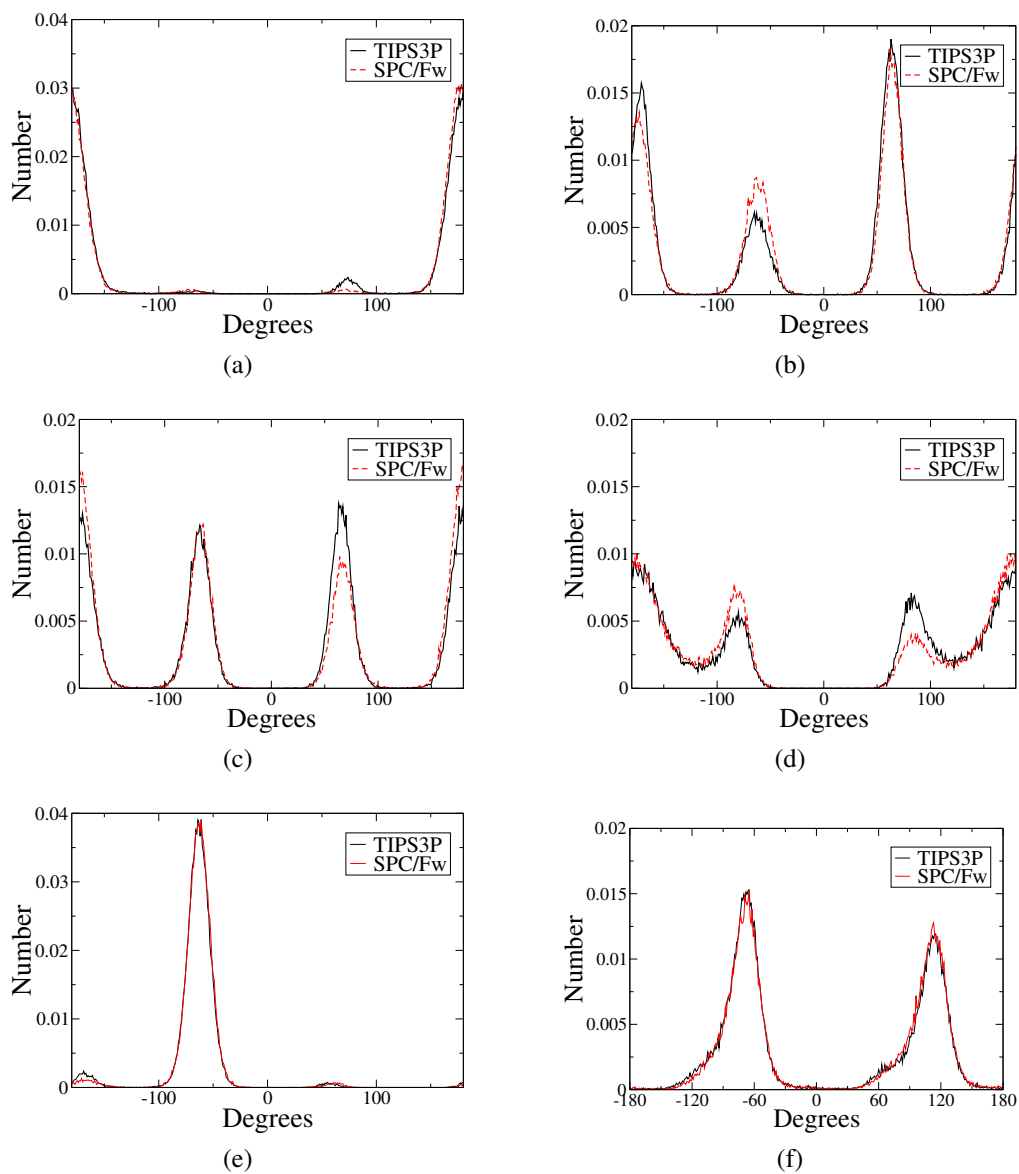 0.04
0.03
0.02
0.01
0
Number
-100
0
100
Degrees
TIPS3P
SPC/Fw
(a)
0.02
0.015
0.01
0.005
0
Number
-100
0
100
Degrees
TIPS3P
SPC/Fw
(b)
0.02
0.015
0.01
0.005
0
Number
-100
0
100
Degrees
TIPS3P
SPC/Fw
(c)
0.02
0.015
0.01
0.005
0
Number
-100
0
100
Degrees
TIPS3P
SPC/Fw
(d)
0.04
0.03
0.02
0.01
0
Number
-100
0
100
Degrees
TIPS3P
SPC/Fw
(e)
0.02
0.015
0.01
0.005
0
Number
-180
-120
-60
0
60
120
180
Degrees
TIPS3P
SPC/Fw
(f)